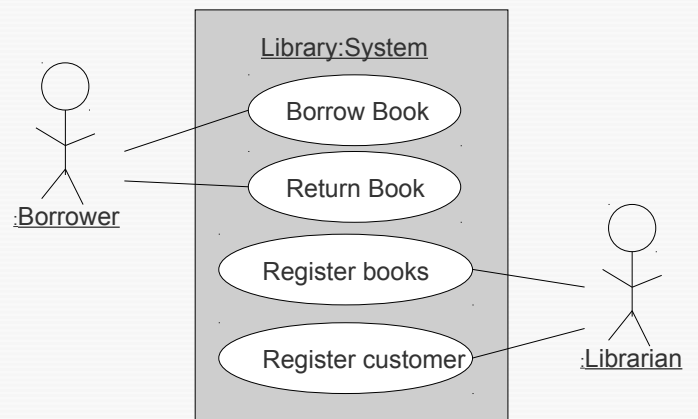 Library:System
Borrow Book
Return Book
:Borrower
Register books
Register customer
:Librarian